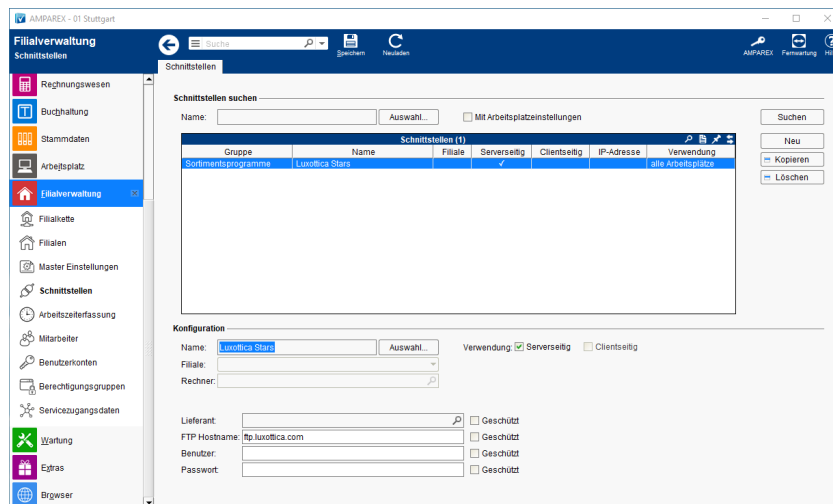 AMPAREX - 01 Stuttgart
Filialverwaltung
Schnittstellen
Suche
Speichern
Neuladen
AMPAREX
Fernwartung
Schnittstellen
Rechnungswesen
Buchhaltung
Stammdaten
Arbeitsplatz
Filialverwaltung
Filialkette
Filialen
Master Einstellungen
Schnittstellen
Arbeitszeiterfassung
Mitarbeiter
Benutzerkonten
Berechtigungsgruppen
Servicezugangsdaten
Wartung
Extras
Browser
Schnittstellen suchen
Name: Auswahl... Mit Arbeitsplatzeinstellungen Suchen
Schnittstellen (1)
Gruppe Name Filiale Serverseitig Clientseitig IP-Adresse Verwendung
Sortimentsprogramme Luxottica Stars ✓ alle Arbeitsplätze
Neu
Kopieren
Löschen
Konfiguration
Name: Luxottica Stars Auswahl... Verwendung: Serverseitig Clientseitig
Filiale:
Rechner:
Lieferant: Geschützt
FTP Hostname: ftp.luxottica.com Geschützt
Benutzer: Geschützt
Passwort: Geschützt